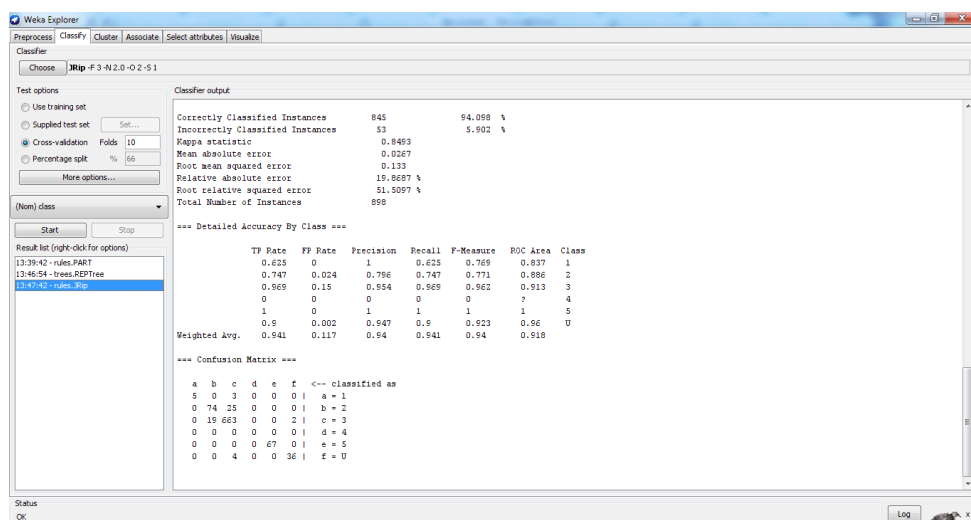 Weka Explorer
Preprocess Classify Cluster Associate Select attributes Visualize
Classifier
Choose JRip -F 3 -N 2.0 -O 2 -S 1
Test options
Use training set
Supplied test set Set...
Cross-validation Folds 10
Percentage split % 66
More options...
(Nom) class
Start Stop
Result list (right-click for options)
13:39:42 - rules.PART
13:46:54 - trees.REPTree
13:47:42 - rules.JRip
Classifier output
Correctly Classified Instances 845 94.098 %
Incorrectly Classified Instances 53 5.902 %
Kappa statistic 0.8493
Mean absolute error 0.0267
Root mean squared error 0.133
Relative absolute error 19.8687 %
Root relative squared error 51.5097 %
Total Number of Instances 898
=== Detailed Accuracy By Class ===
TP Rate FP Rate Precision Recall F-Measure ROC Area Class
0.625 0 1 0.625 0.769 0.837 1
0.747 0.024 0.796 0.747 0.771 0.886 2
0.969 0.15 0.954 0.969 0.962 0.913 3
0 0 0 0 0 ? 4
1 0 1 1 1 1 5
0.9 0.002 0.947 0.9 0.923 0.96 U
Weighted Avg. 0.941 0.117 0.94 0.941 0.94 0.918
=== Confusion Matrix ===
a b c d e f <-- classified as
5 0 3 0 0 0 | a = 1
0 74 25 0 0 0 | b = 2
0 19 663 0 0 2 | c = 3
0 0 0 0 0 0 | d = 4
0 0 0 0 67 0 | e = 5
0 0 4 0 0 36 | f = U
Status
OK
Log
x